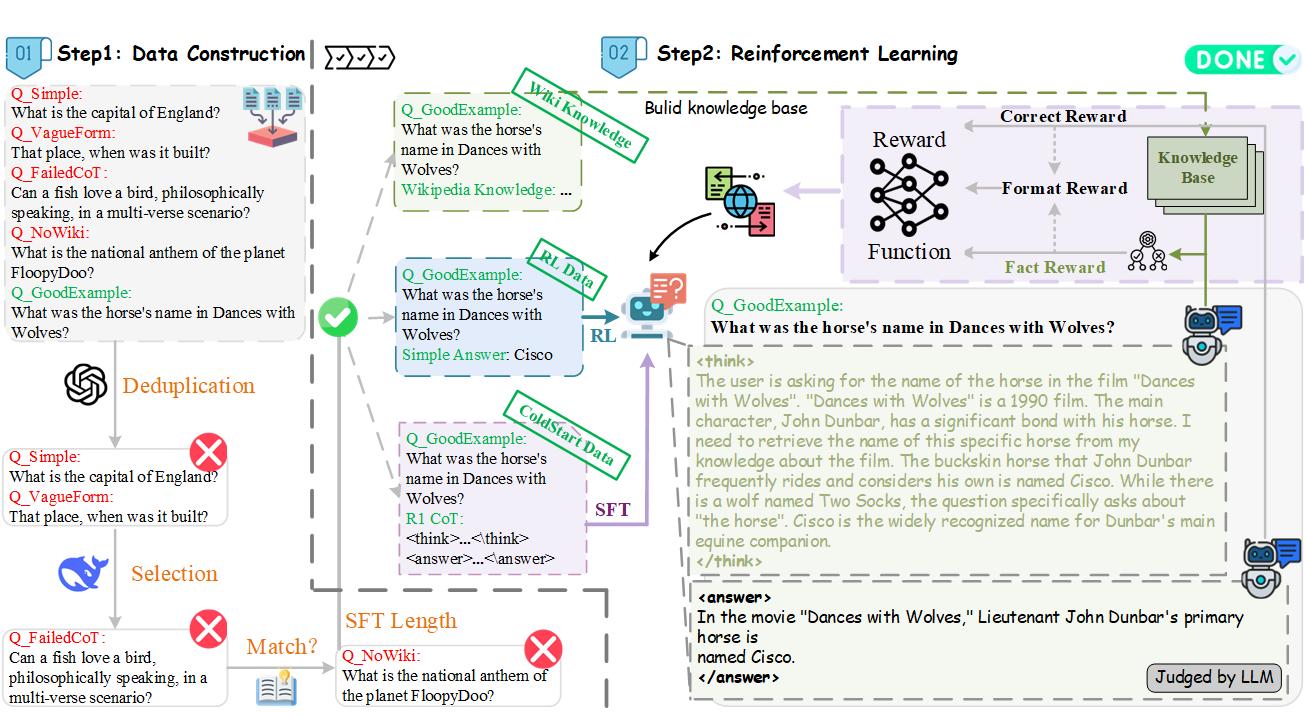 01
Step1: Data Construction
Q_Simple:
What is the capital of England?
Q_VagueForm:
That place, when was it built?
Q_FailedCoT:
Can a fish love a bird, philosophically
speaking, in a multi-verse scenario?
Q_NoWiki:
What is the national anthem of the planet
FloopyDoo?
Q_GoodExample:
What was the horse's name in Dances with
Wolves?
Deduplication
Q_Simple:
What is the capital of England?
Q_VagueForm:
That place, when was it built?
Selection
Q_FailedCoT:
Can a fish love a bird,
philosophically speaking, in a
multi-verse scenario?
Match?
SFT Length
Q_NoWiki:
What is the national anthem of
the planet FloopyDoo?
02
Step2: Reinforcement Learning
DONE
Q_GoodExample:
What was the horse's
name in Dances with
Wolves?
Wikipedia Knowledge: ...
Wiki Knowledge
Bulid knowledge base
Q_GoodExample:
What was the horse's
name in Dances with
Wolves?
Simple Answer: Cisco
RL Data
RL
Q_GoodExample:
What was the horse's
name in Dances with
Wolves?
R1 CoT:
<think>...<\think>
<answer>...<\answer>
ColdStart Data
SFT
Reward
Function
Correct Reward
Format Reward
Fact Reward
Knowledge
Base
Q_GoodExample:
What was the horse's name in Dances with Wolves?
<think>
The user is asking for the name of the horse in the film "Dances
with Wolves". "Dances with Wolves" is a 1990 film. The main
character, John Dunbar, has a significant bond with his horse. I
need to retrieve the name of this specific horse from my
knowledge about the film. The buckskin horse that John Dunbar
frequently rides and considers his own is named Cisco. While there
is a wolf named Two Socks, the question specifically asks about
"the horse". Cisco is the widely recognized name for Dunbar's main
equine companion.
</think>
<answer>
In the movie "Dances with Wolves," Lieutenant John Dunbar's primary
horse is
named Cisco.
</answer>
Judged by LLM